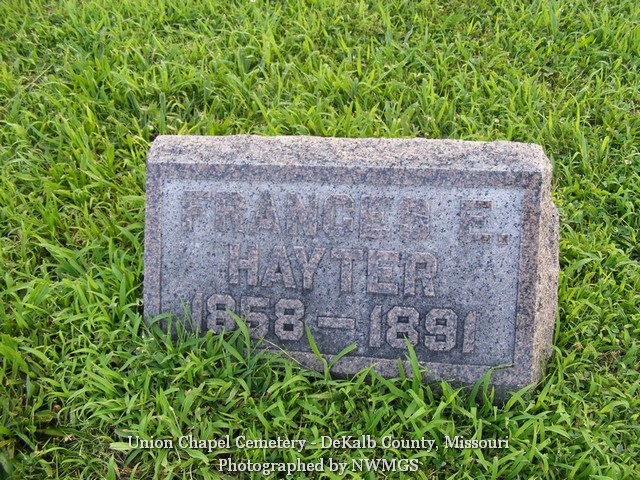 FRANCES E.
HAYTER
1858 – 1891
Union Chapel Cemetery - DeKalb County, Missouri
Photographed by NWMGS